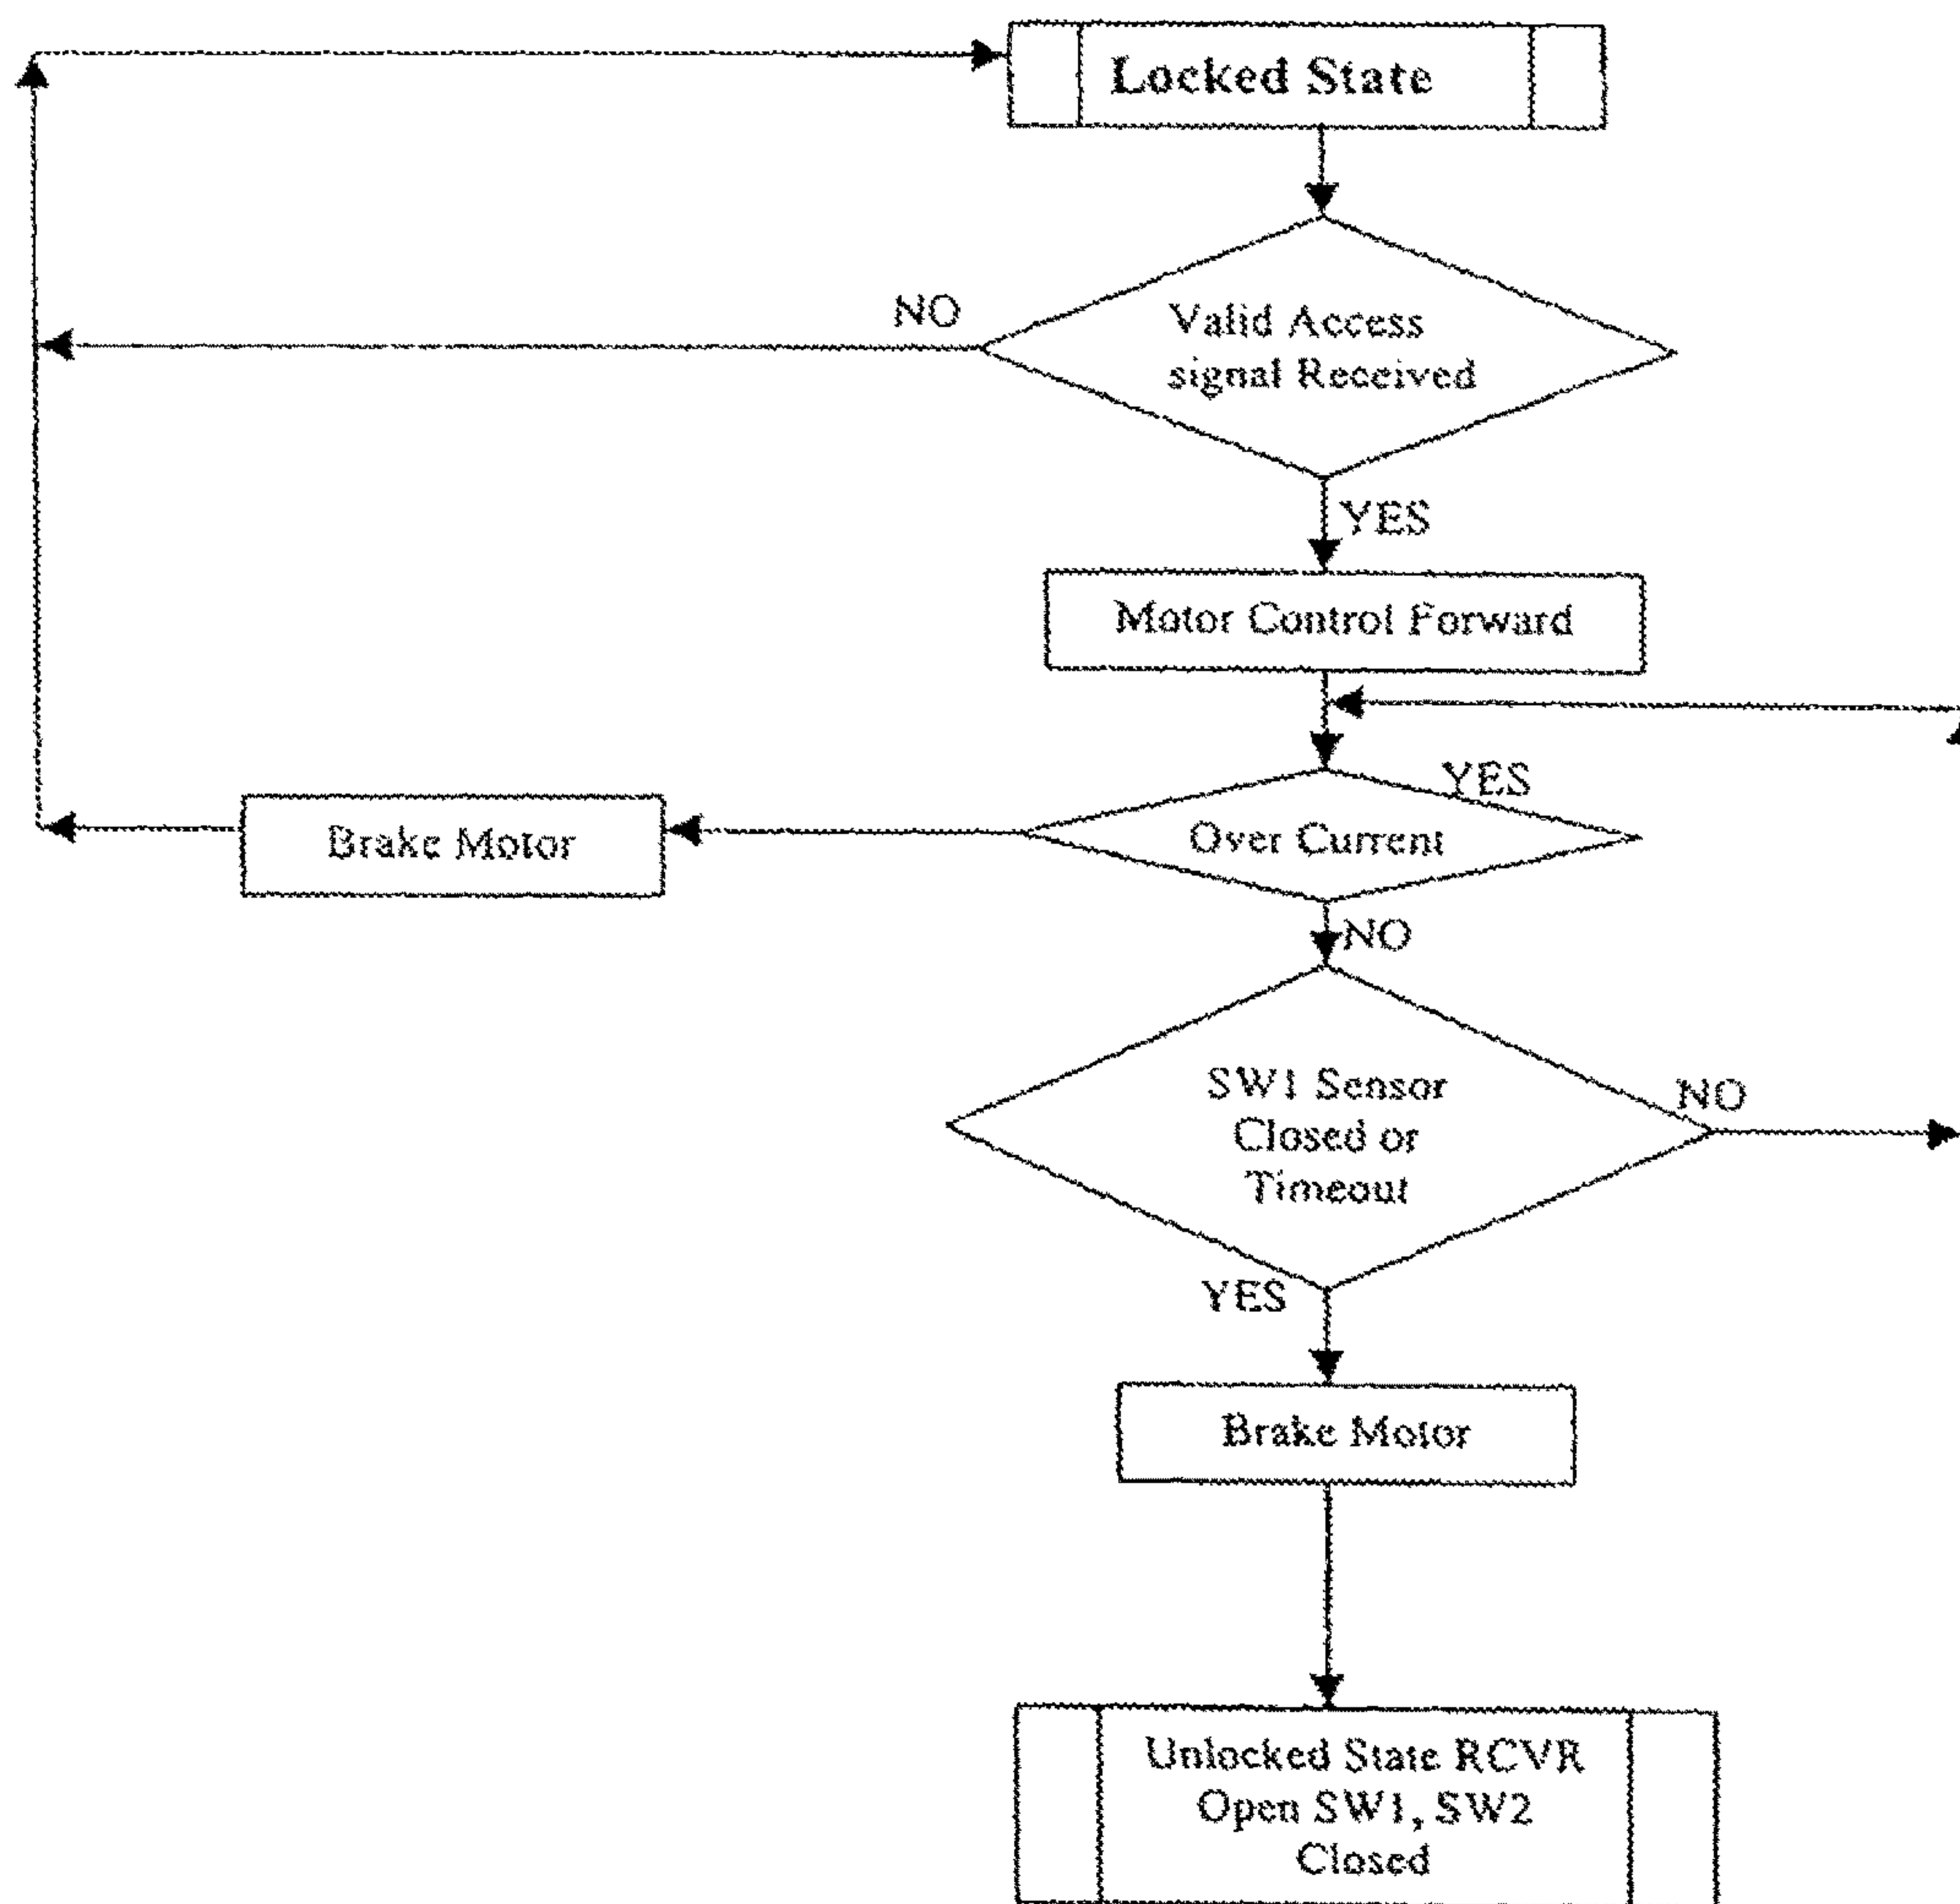 Locked State
NO
Valid Access
signal Received
YES
Motor Control Forward
YES
Brake Motor
Over Current
NO
SW1 Sensor
Closed or
Timeout
NO
YES
Brake Motor
Unlocked State RCVR
Open SW1, SW2
Closed